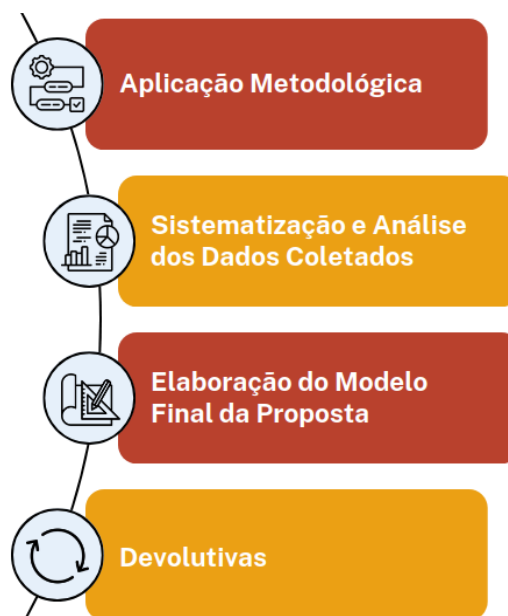 Aplicação Metodológica
Sistematização e Análise
dos Dados Coletados
Elaboração do Modelo
Final da Proposta
Devolutivas